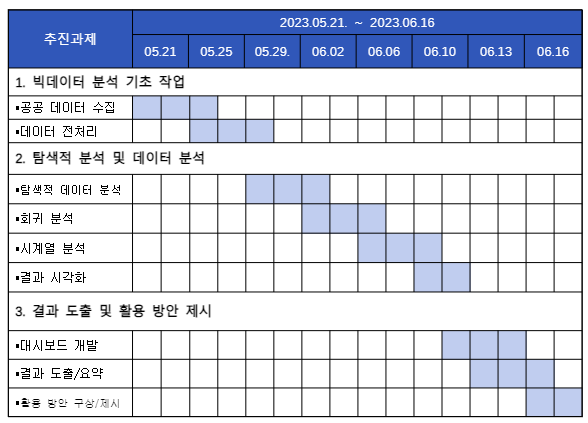 추진과제
2023.05.21. ~ 2023.06.16
05.21 05.25 05.29. 06.02 06.06 06.10 06.13 06.16
1. 빅데이터 분석 기초 작업
▪공공 데이터 수집
▪데이터 전처리
2. 탐색적 분석 및 데이터 분석
▪탐색적 데이터 분석
▪회귀 분석
▪시계열 분석
▪결과 시각화
3. 결과 도출 및 활용 방안 제시
▪대시보드 개발
▪결과 도출/요약
▪활용 방안 구상/제시